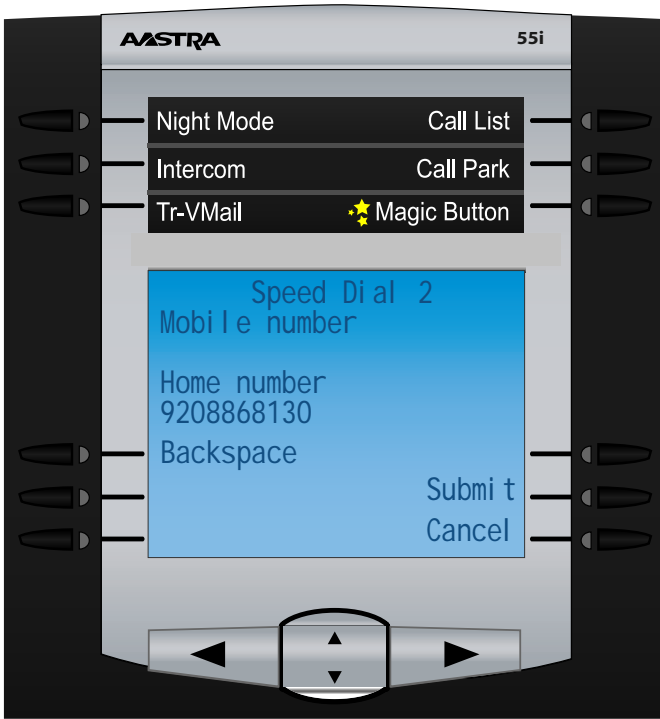 AASTRA 55i
Night Mode Call List
Intercom Call Park
Tr-VMail Magic Button
Speed Dial 2
Mobile number
Home number
9208868130
Backspace
Submit
Cancel